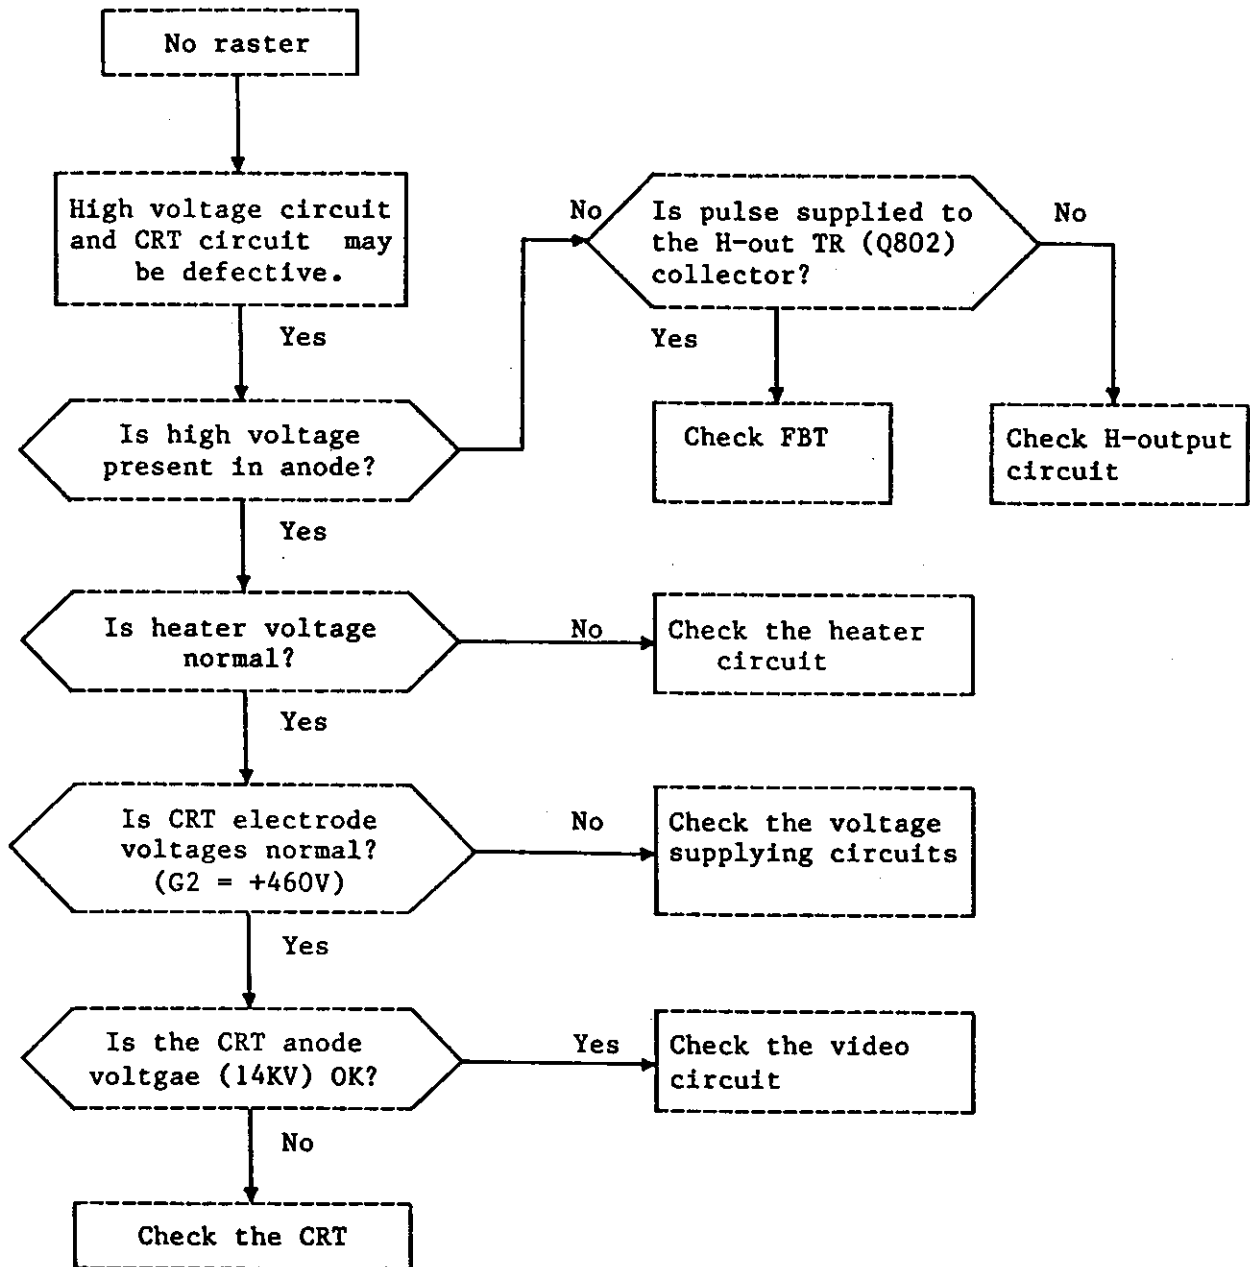 No raster
High voltage circuit
and CRT circuit may
be defective.
Yes
Is high voltage
present in anode?
No
Is pulse supplied to
the H-out TR (Q802)
collector?
No
Yes
Check FBT
Check H-output
circuit
Yes
Is heater voltage
normal?
No
Check the heater
circuit
Yes
Is CRT electrode
voltages normal?
(G2 = +460V)
No
Check the voltage
supplying circuits
Yes
Is the CRT anode
voltgae (14KV) OK?
Yes
Check the video
circuit
No
Check the CRT